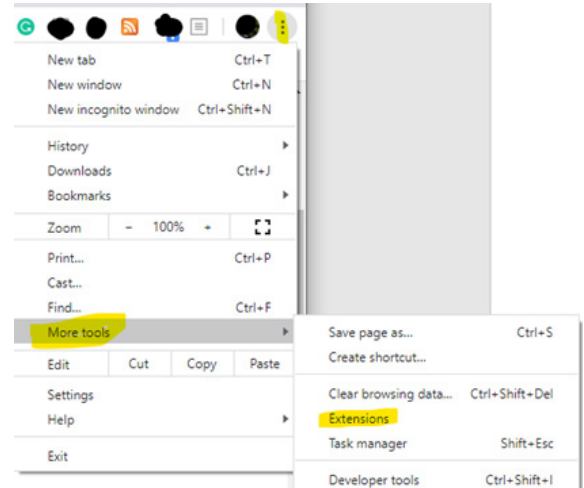 New tab Ctrl+T
New window Ctrl+N
New incognito window Ctrl+Shift+N
History
Downloads Ctrl+J
Bookmarks
Zoom - 100% +
Print... Ctrl+P
Cast...
Find... Ctrl+F
More tools
Edit Cut Copy Paste
Settings
Help
Exit
Save page as... Ctrl+S
Create shortcut...
Clear browsing data... Ctrl+Shift+Del
Extensions
Task manager Shift+Esc
Developer tools Ctrl+Shift+I